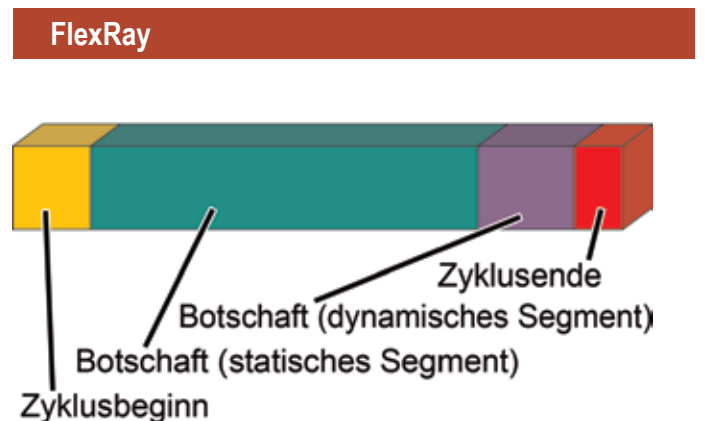 FlexRay
Zyklusende
Botschaft (dynamisches Segment)
Botschaft (statisches Segment)
Zyklusbeginn